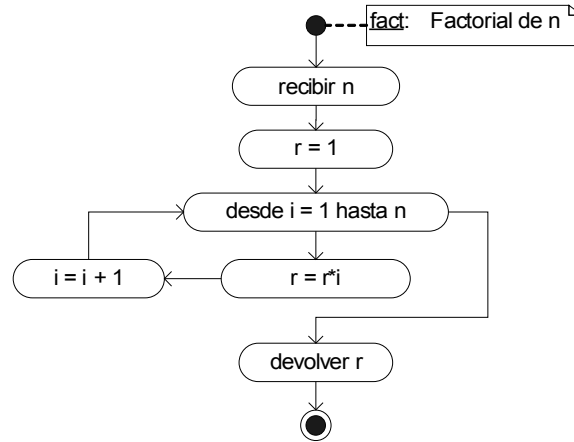 fact: Factorial de n
recibir n
r = 1
desde i = 1 hasta n
i = i + 1
r = r*i
devolver r